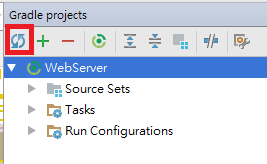 Gradle projects
WebServer
Source Sets
Tasks
Run Configurations